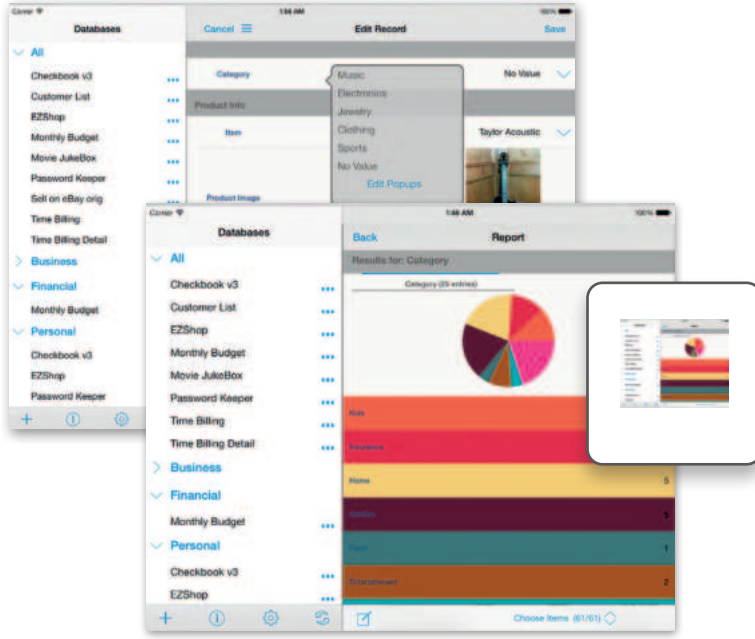 Carrier
1:46 AM
100%
Databases
Cancel
Edit Record
Save
All
Checkbook v3
Customer List
EZShop
Monthly Budget
Movie JukeBox
Password Keeper
Sell on eBay orig
Time Billing
Time Billing Detail
Business
Financial
Monthly Budget
Personal
Checkbook v3
EZShop
Password Keeper
Category
No Value
Product Info
Item
Taylor Acoustic
Product Image
Music
Electronics
Jewelry
Clothing
Sports
No Value
Edit Popups
Carrier
1:46 AM
100%
Databases
Back
Report
All
Checkbook v3
Customer List
EZShop
Monthly Budget
Movie JukeBox
Password Keeper
Time Billing
Time Billing Detail
Business
Financial
Monthly Budget
Personal
Checkbook v3
EZShop
Results for: Category
Category (25 entries)
Kids
Insurance
Home
5
5
1
Entertainment
2
Choose Items (61/61)